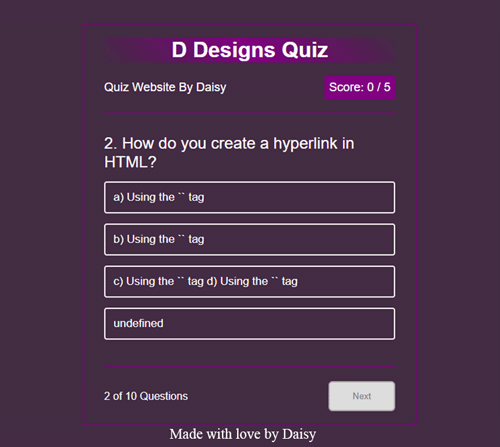 D Designs Quiz
Quiz Website By Daisy
Score: 0 / 5
2. How do you create a hyperlink in
HTML?
a) Using the `` tag
b) Using the `` tag
c) Using the `` tag d) Using the `` tag
undefined
2 of 10 Questions
Next
Made with love by Daisy